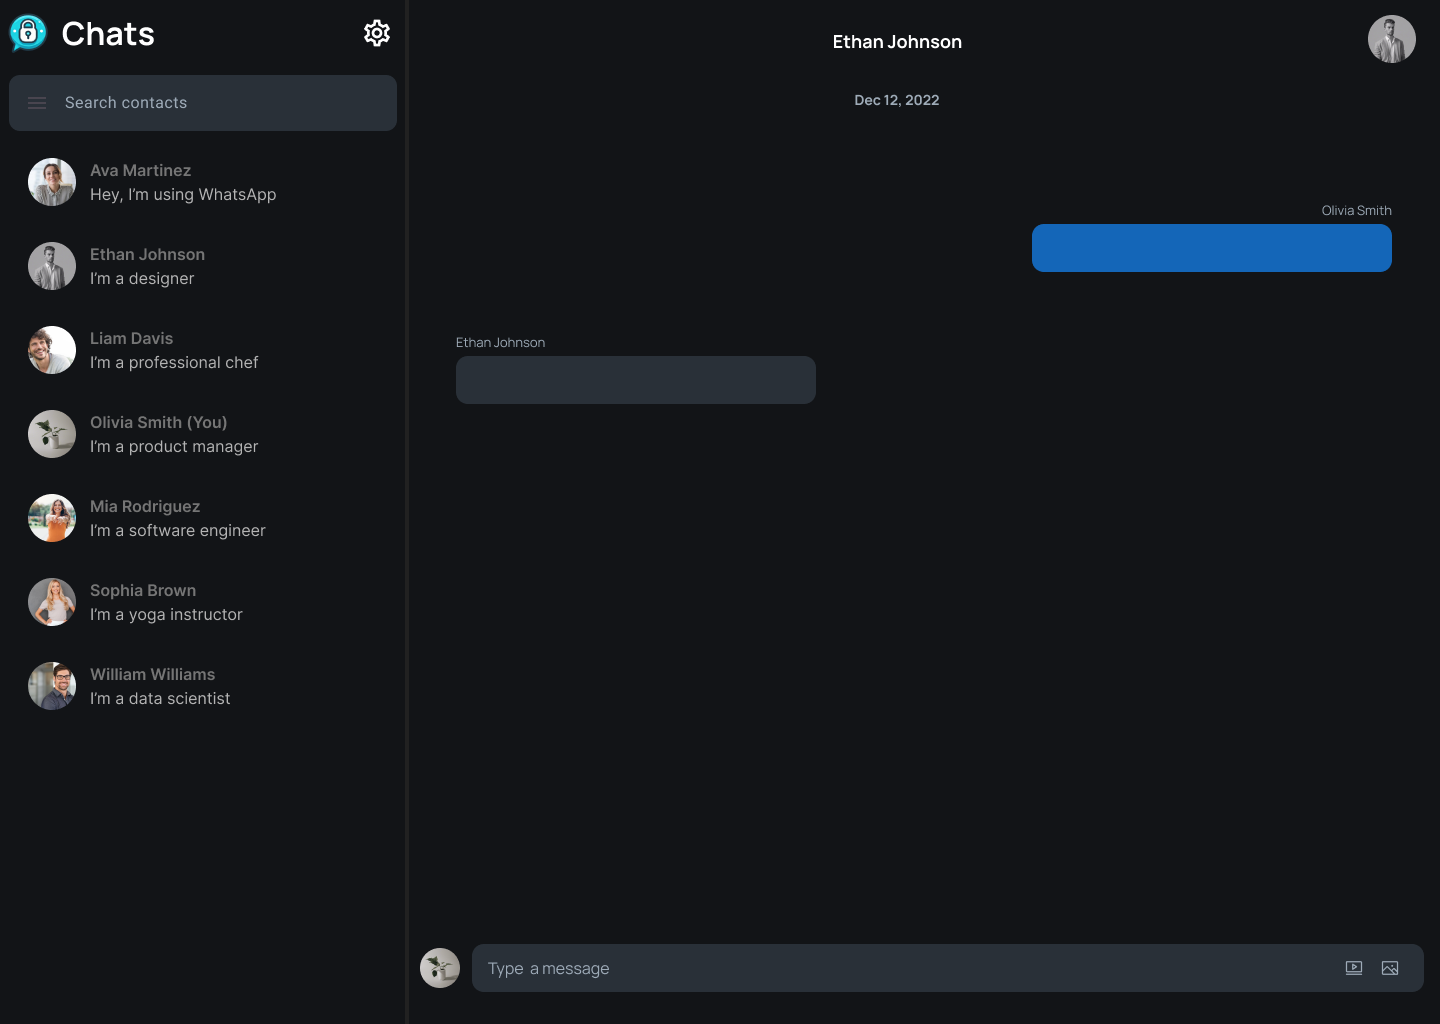 Chats
Search contacts
Ava Martinez
Hey, I’m using WhatsApp
Ethan Johnson
I’m a designer
Liam Davis
I’m a professional chef
Olivia Smith (You)
I’m a product manager
Mia Rodriguez
I’m a software engineer
Sophia Brown
I’m a yoga instructor
William Williams
I’m a data scientist
Ethan Johnson
Dec 12, 2022
Olivia Smith
Ethan Johnson
Type a message